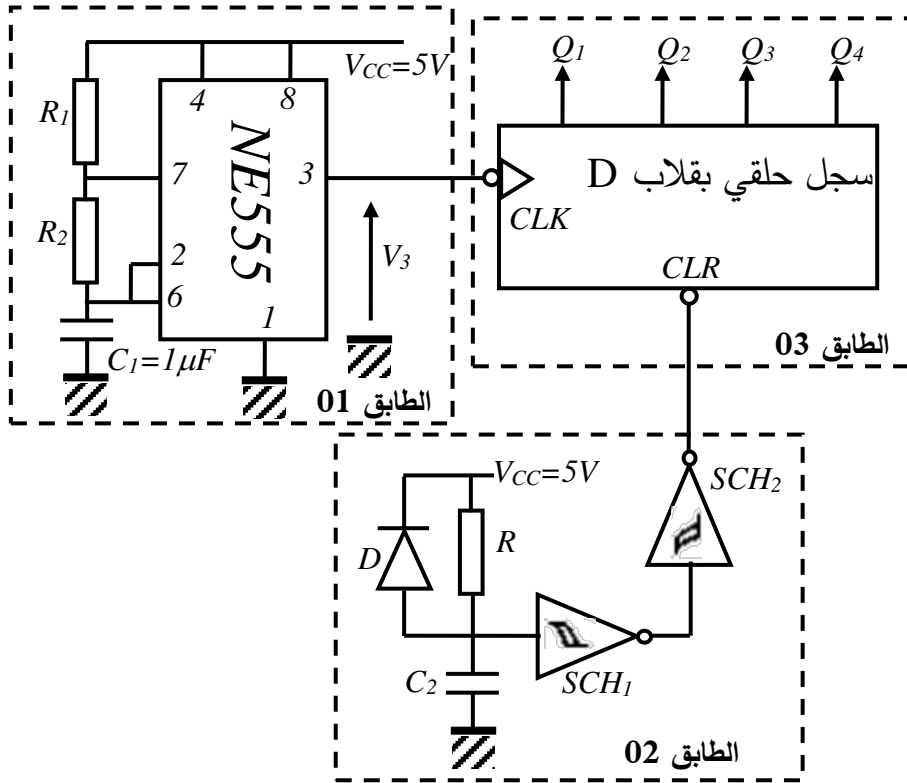 Q1 Q2 Q3 Q4
VCC=5V
4 8
R1
NE555
7
3
سجل حلقي بقلاب D
CLK
R2
2
6
V3
CLR
1
C1=1μF
الطابق 01
الطابق 03
VCC=5V
SCH2
D
R
C2
SCH1
الطابق 02